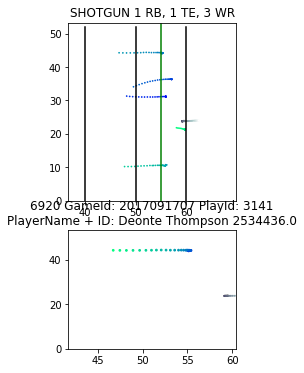 SHOTGUN 1 RB, 1 TE, 3 WR
50
40
30
20
10
0
40 50 60
6920 GameId: 2017091707 PlayId: 3141
PlayerName + ID: Deonte Thompson 2534436.0
40
20
0
45 50 55 60